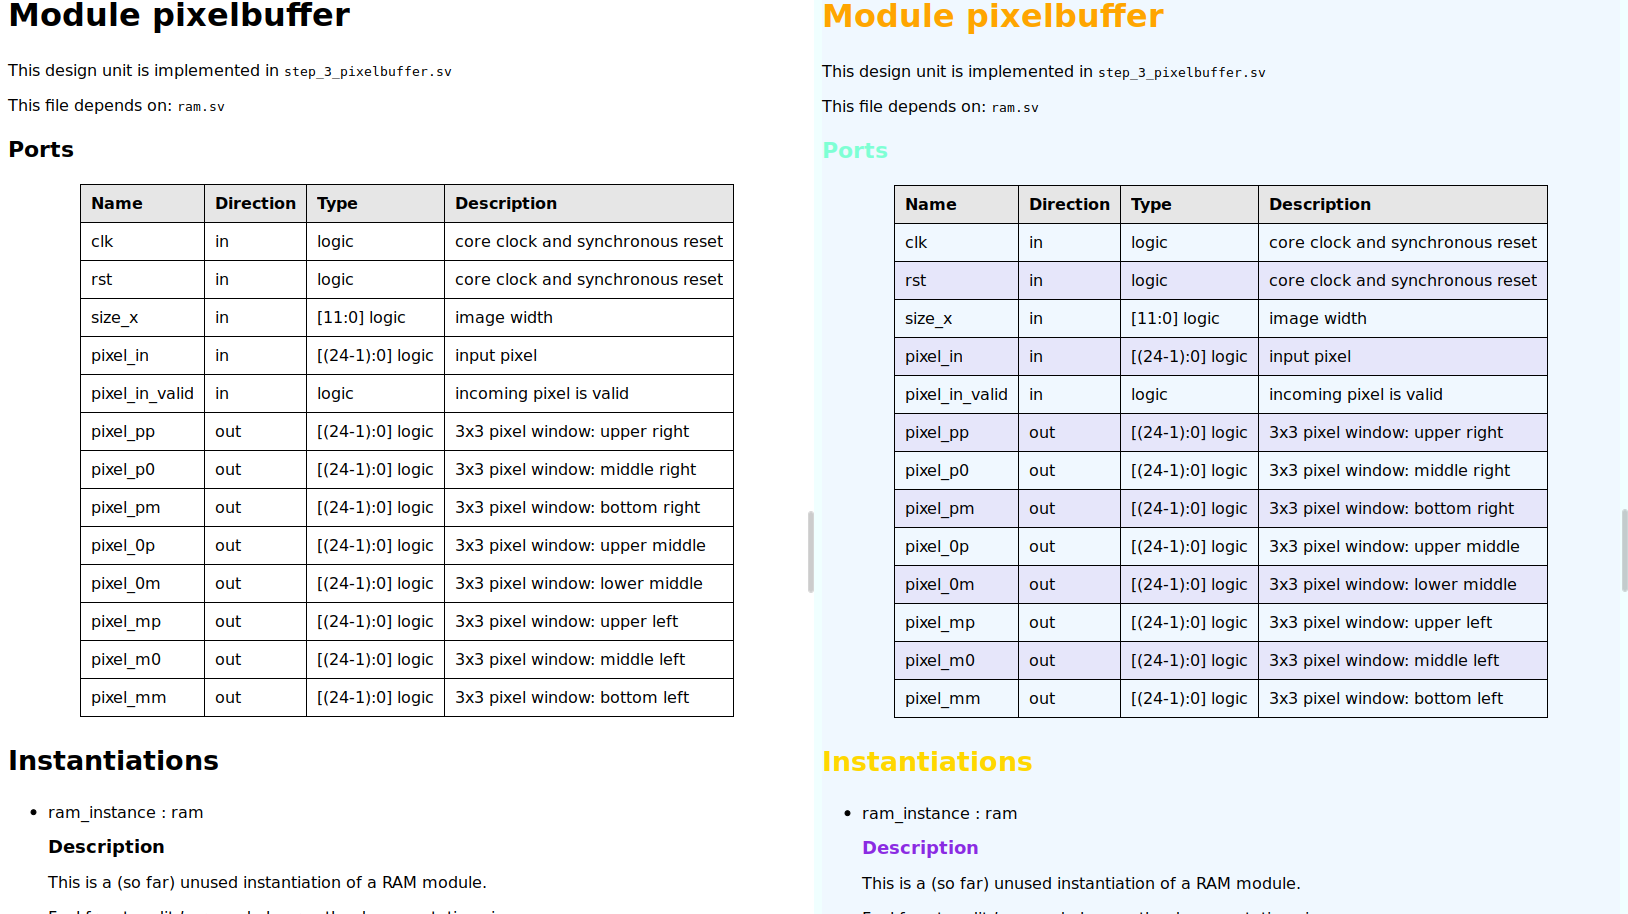 Module pixelbuffer
This design unit is implemented in step_3_pixelbuffer.sv
This file depends on: ram.sv
Ports
Name Direction Type Description
clk in logic core clock and synchronous reset
rst in logic core clock and synchronous reset
size_x in [11:0] logic image width
pixel_in in [(24-1):0] logic input pixel
pixel_in_valid in logic incoming pixel is valid
pixel_pp out [(24-1):0] logic 3x3 pixel window: upper right
pixel_p0 out [(24-1):0] logic 3x3 pixel window: middle right
pixel_pm out [(24-1):0] logic 3x3 pixel window: bottom right
pixel_0p out [(24-1):0] logic 3x3 pixel window: upper middle
pixel_0m out [(24-1):0] logic 3x3 pixel window: lower middle
pixel_mp out [(24-1):0] logic 3x3 pixel window: upper left
pixel_m0 out [(24-1):0] logic 3x3 pixel window: middle left
pixel_mm out [(24-1):0] logic 3x3 pixel window: bottom left
Instantiations
• ram_instance : ram
Description
This is a (so far) unused instantiation of a RAM module.
Module pixelbuffer
This design unit is implemented in step_3_pixelbuffer.sv
This file depends on: ram.sv
Ports
Name Direction Type Description
clk in logic core clock and synchronous reset
rst in logic core clock and synchronous reset
size_x in [11:0] logic image width
pixel_in in [(24-1):0] logic input pixel
pixel_in_valid in logic incoming pixel is valid
pixel_pp out [(24-1):0] logic 3x3 pixel window: upper right
pixel_p0 out [(24-1):0] logic 3x3 pixel window: middle right
pixel_pm out [(24-1):0] logic 3x3 pixel window: bottom right
pixel_0p out [(24-1):0] logic 3x3 pixel window: upper middle
pixel_0m out [(24-1):0] logic 3x3 pixel window: lower middle
pixel_mp out [(24-1):0] logic 3x3 pixel window: upper left
pixel_m0 out [(24-1):0] logic 3x3 pixel window: middle left
pixel_mm out [(24-1):0] logic 3x3 pixel window: bottom left
Instantiations
• ram_instance : ram
Description
This is a (so far) unused instantiation of a RAM module.